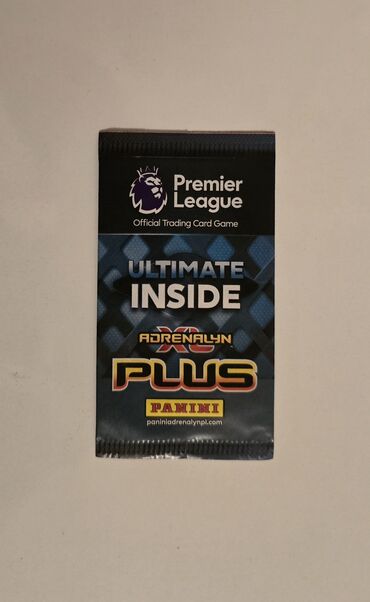 Premier
League
Official Trading Card Game
ULTIMATE
INSIDE
ADRENALYN
XL
PLUS
PANINI
paniniadrenalynpl.com